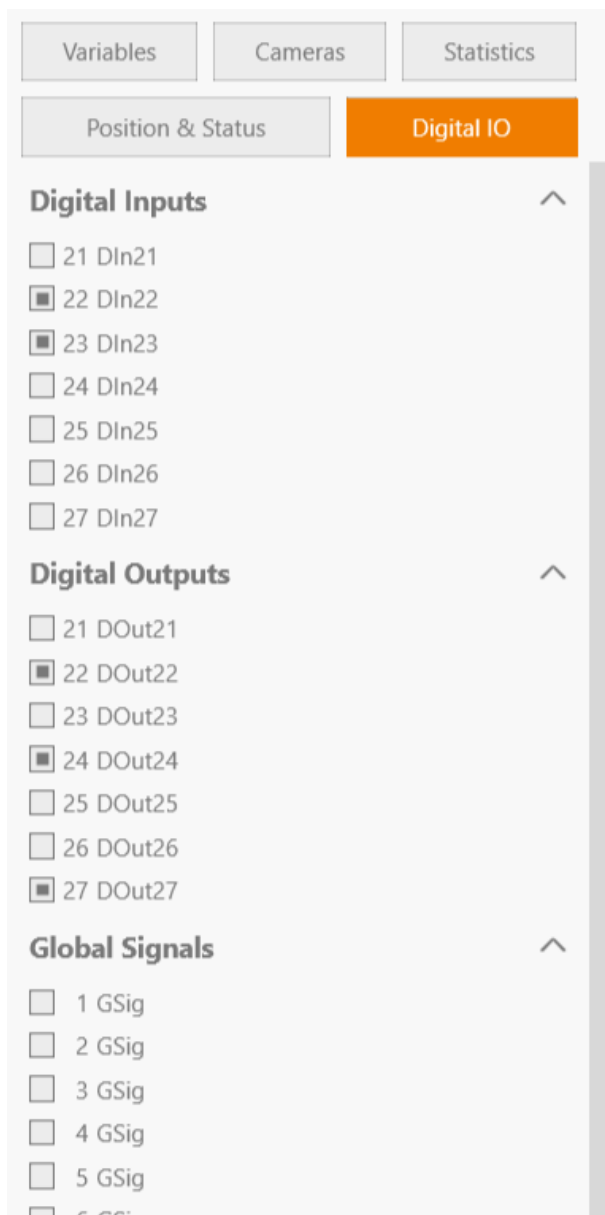 Variables Cameras Statistics
Position & Status Digital IO
Digital Inputs
21 DIn21
22 DIn22
23 DIn23
24 DIn24
25 DIn25
26 DIn26
27 DIn27
Digital Outputs
21 DOut21
22 DOut22
23 DOut23
24 DOut24
25 DOut25
26 DOut26
27 DOut27
Global Signals
1 GSig
2 GSig
3 GSig
4 GSig
5 GSig